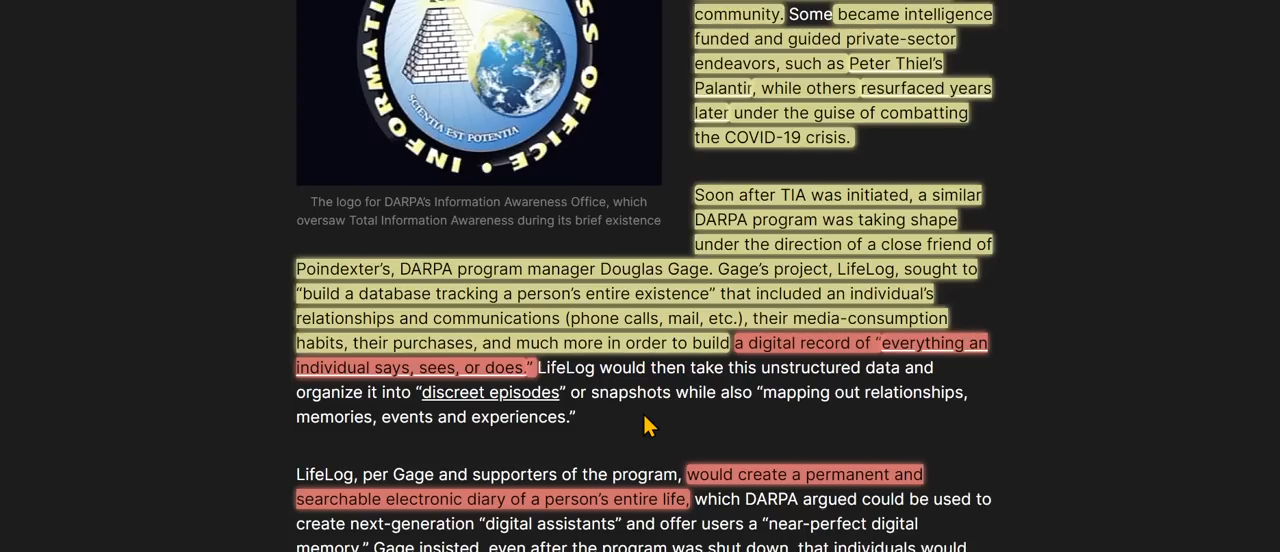 INFORMATI
SS OFFICE
SCIENTIA EST POTENTIA
The logo for DARPA's Information Awareness Office, which
oversaw Total Information Awareness during its brief existence
community. Some became intelligence
funded and guided private-sector
endeavors, such as Peter Thiel's
Palantir, while others resurfaced years
later under the guise of combatting
the COVID-19 crisis.
Soon after TIA was initiated, a similar
DARPA program was taking shape
under the direction of a close friend of
Poindexter's, DARPA program manager Douglas Gage. Gage's project, LifeLog, sought to
“build a database tracking a person's entire existence” that included an individual's
relationships and communications (phone calls, mail, etc.), their media-consumption
habits, their purchases, and much more in order to build a digital record of “everything an
individual says, sees, or does.” LifeLog would then take this unstructured data and
organize it into “discreet episodes” or snapshots while also “mapping out relationships,
memories, events and experiences.”
LifeLog, per Gage and supporters of the program, would create a permanent and
searchable electronic diary of a person's entire life, which DARPA argued could be used to
create next-generation “digital assistants” and offer users a “near-perfect digital
memory.” Gage insisted, even after the program was shut down, that individuals would